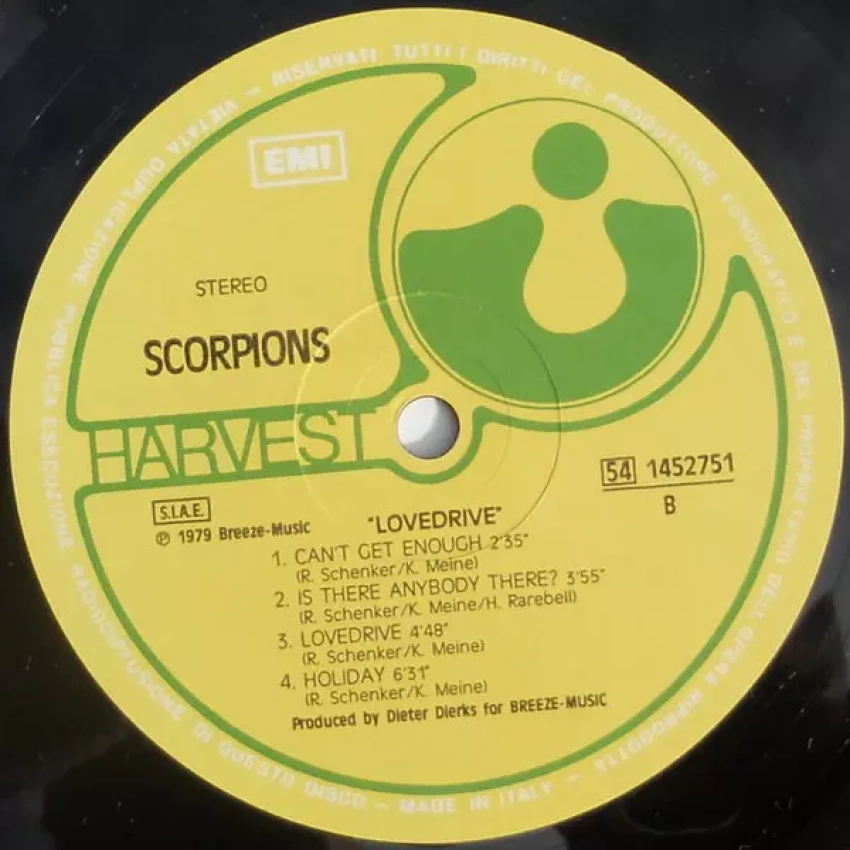 VIETATA DUPLICAZIONE PUBBLICA ESECUZIONE RADIODIFFUSIONE DI QUESTO DISCO – MADE IN ITALY – RISERVATI TUTTI I DIRITTI DEL PRODUTTORE FONOGRAFICO E DEL PROPRIETARIO DELL'OPERA RIPRODOTTA
EMI
STEREO
SCORPIONS
HARVEST
54 1452751
B
S.I.A.E.
℗ 1979 Breeze-Music
"LOVEDRIVE"
1. CAN'T GET ENOUGH 2'35"
(R. Schenker/K. Meine)
2. IS THERE ANYBODY THERE? 3'55"
(R. Schenker/K. Meine/H. Rarebell)
3. LOVEDRIVE 4'48"
(R. Schenker/K. Meine)
4. HOLIDAY 6'31"
(R. Schenker/K. Meine)
Produced by Dieter Dierks for BREEZE-MUSIC